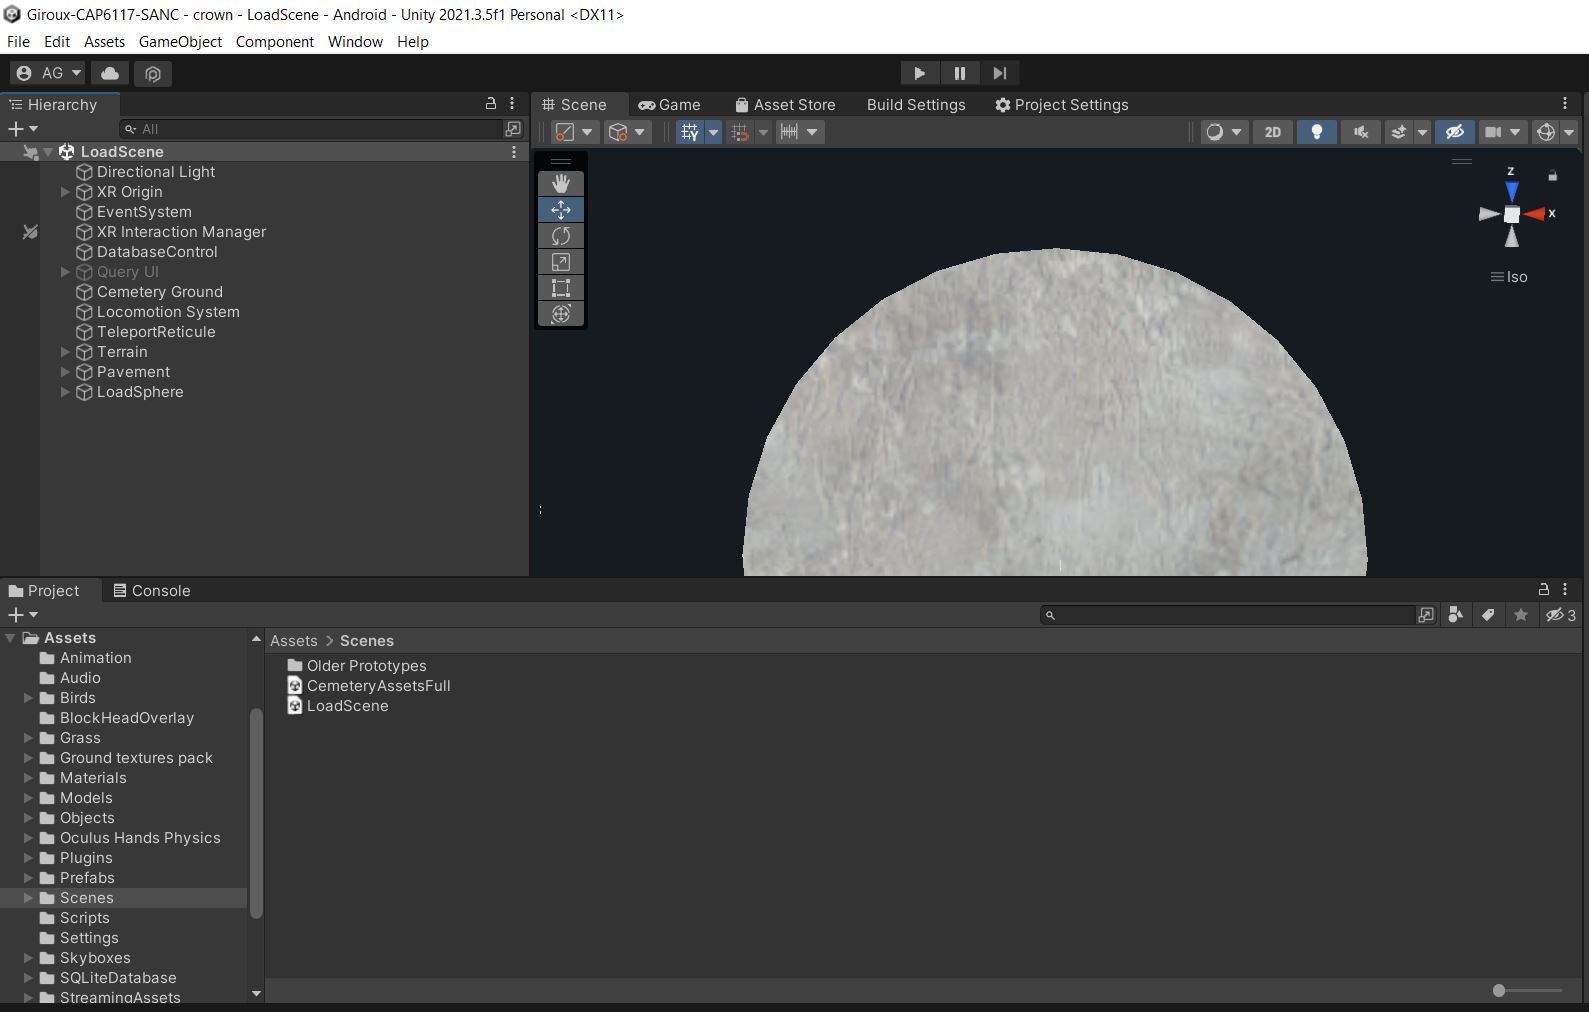 Giroux-CAP6117-SANC - crown - LoadScene - Android - Unity 2021.3.5f1 Personal <DX11>
File Edit Assets GameObject Component Window Help
AG
Hierarchy
All
LoadScene
Directional Light
XR Origin
EventSystem
XR Interaction Manager
DatabaseControl
Query UI
Cemetery Ground
Locomotion System
TeleportReticule
Terrain
Pavement
LoadSphere
Scene Game Asset Store Build Settings Project Settings
2D
z
x
Iso
Project Console
3
Assets
Animation
Audio
Birds
BlockHeadOverlay
Grass
Ground textures pack
Materials
Models
Objects
Oculus Hands Physics
Plugins
Prefabs
Scenes
Scripts
Settings
Skyboxes
SQLiteDatabase
StreamingAssets
Assets > Scenes
Older Prototypes
CemeteryAssetsFull
LoadScene